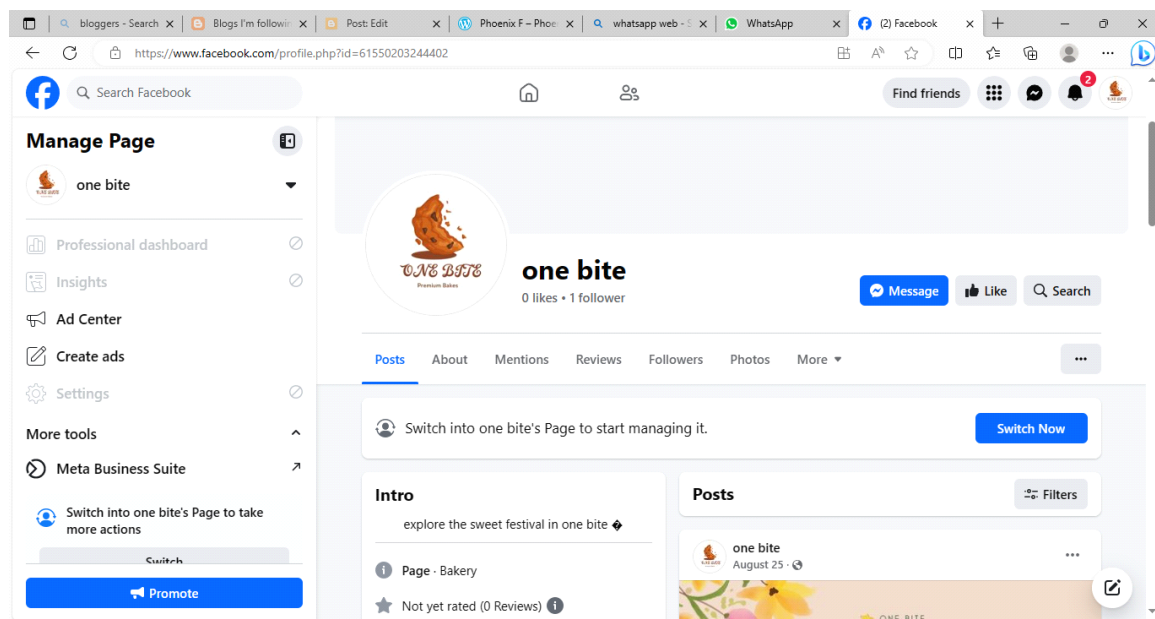 bloggers - Search
Blogs I'm followin
Post: Edit
Phoenix F – Phoe
whatsapp web - S
WhatsApp
(2) Facebook
https://www.facebook.com/profile.php?id=61550203244402
Search Facebook
Find friends
2
Manage Page
one bite
Professional dashboard
Insights
Ad Center
Create ads
Settings
More tools
Meta Business Suite
Switch into one bite's Page to take
more actions
Switch
Promote
ONE BITE
Premium Bakes
one bite
0 likes • 1 follower
Message
Like
Search
Posts
About
Mentions
Reviews
Followers
Photos
More
Switch into one bite's Page to start managing it.
Switch Now
Intro
explore the sweet festival in one bite �
Page · Bakery
Not yet rated (0 Reviews)
Posts
Filters
one bite
August 25 ·
ONE BITE